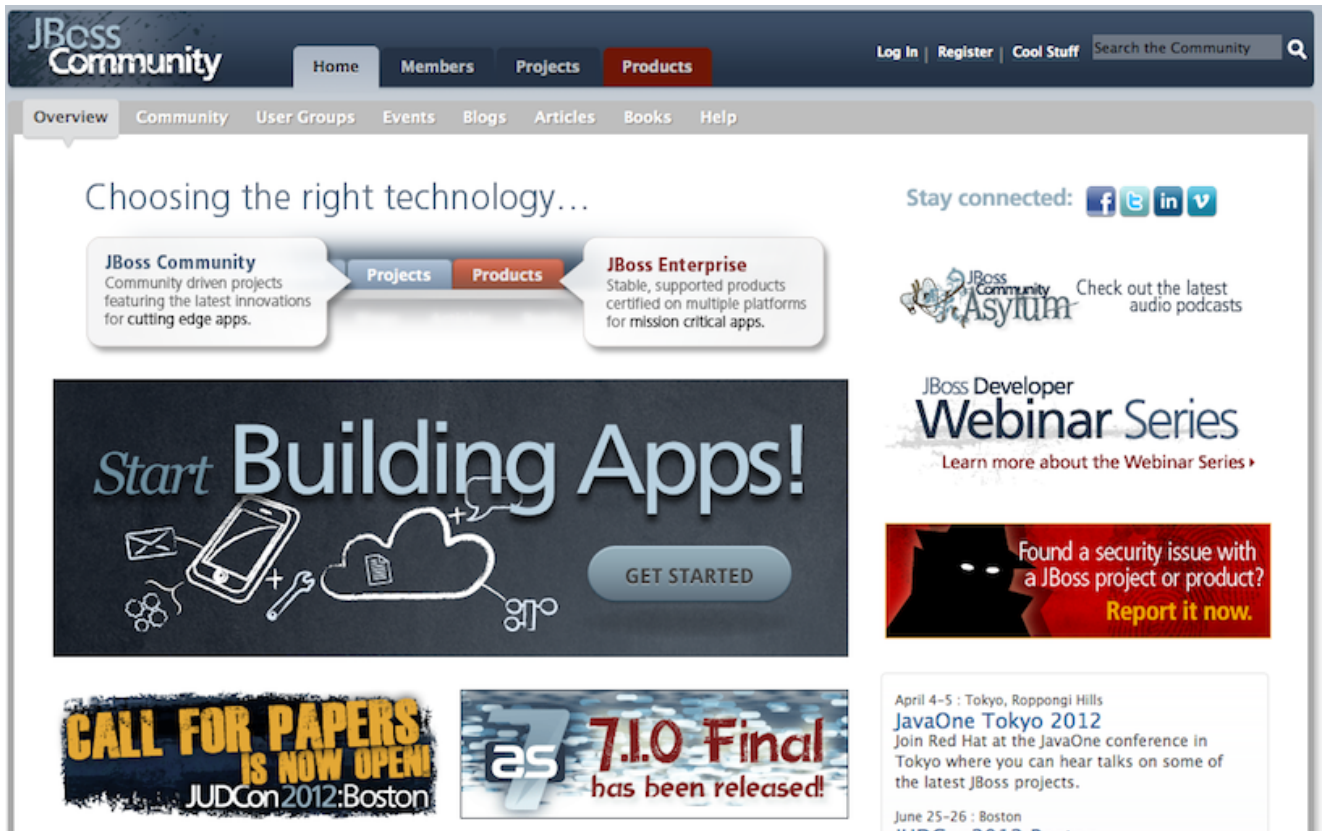 JBoss
Community
Home
Members
Projects
Products
Log In | Register | Cool Stuff
Search the Community
Overview
Community
User Groups
Events
Blogs
Articles
Books
Help
Choosing the right technology...
JBoss Community
Community driven projects
featuring the latest innovations
for cutting edge apps.
Projects
Products
JBoss Enterprise
Stable, supported products
certified on multiple platforms
for mission critical apps.
Start Building Apps!
GET STARTED
CALL FOR PAPERS
IS NOW OPEN!
JUDCon2012:Boston
as
7
7.1.0 Final
has been released!
Stay connected:
f
t
in
v
JBoss
Community
Asylum
Check out the latest
audio podcasts
JBoss Developer
Webinar Series
Learn more about the Webinar Series
Found a security issue with
a JBoss project or product?
Report it now.
April 4–5 : Tokyo, Roppongi Hills
JavaOne Tokyo 2012
Join Red Hat at the JavaOne conference in
Tokyo where you can hear talks on some of
the latest JBoss projects.
June 25–26 : Boston